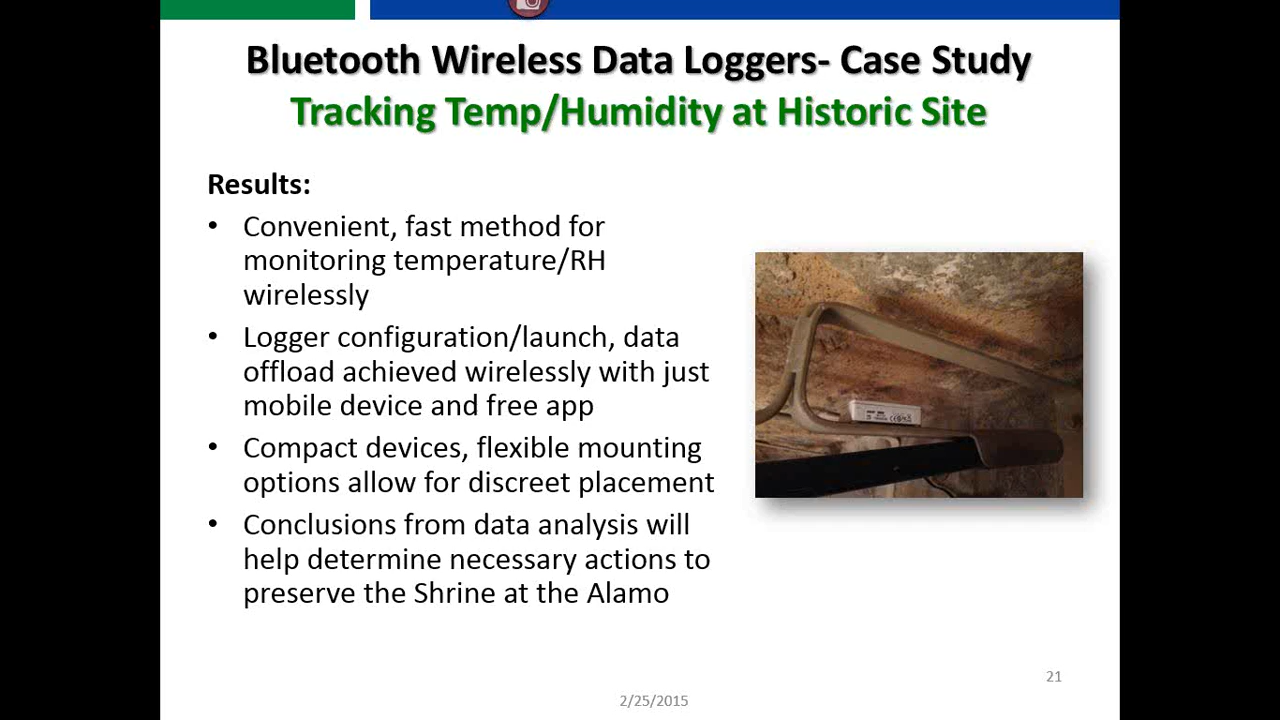 Bluetooth Wireless Data Loggers- Case Study
Tracking Temp/Humidity at Historic Site
Results:
• Convenient, fast method for
monitoring temperature/RH
wirelessly
• Logger configuration/launch, data
offload achieved wirelessly with just
mobile device and free app
• Compact devices, flexible mounting
options allow for discreet placement
• Conclusions from data analysis will
help determine necessary actions to
preserve the Shrine at the Alamo
21
2/25/2015